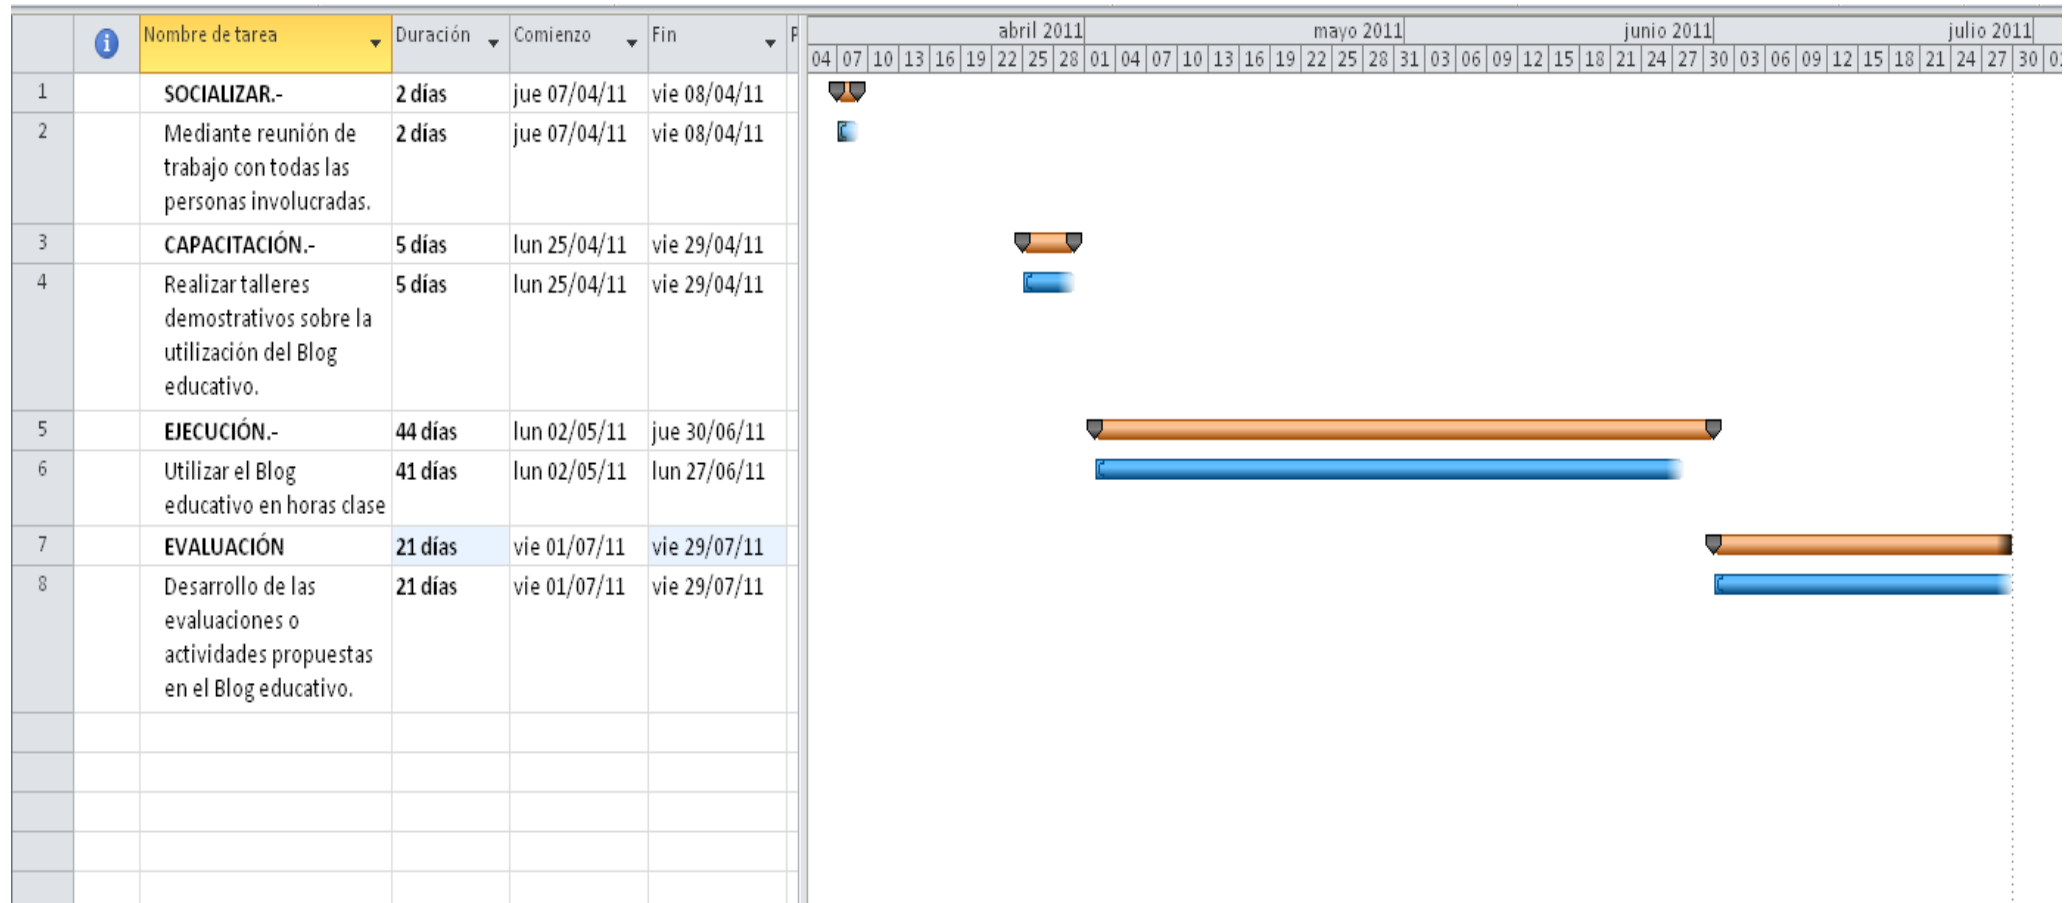 Nombre de tarea Duración Comienzo Fin P
abril 2011 mayo 2011 junio 2011 julio 2011
04 07 10 13 16 19 22 25 28 01 04 07 10 13 16 19 22 25 28 31 03 06 09 12 15 18 21 24 27 30 03 06 09 12 15 18 21 24 27 30
1 SOCIALIZAR.- 2 días jue 07/04/11 vie 08/04/11
2 Mediante reunión de 2 días jue 07/04/11 vie 08/04/11
trabajo con todas las
personas involucradas.
3 CAPACITACIÓN.- 5 días lun 25/04/11 vie 29/04/11
4 Realizar talleres 5 días lun 25/04/11 vie 29/04/11
demostrativos sobre la
utilización del Blog
educativo.
5 EJECUCIÓN.- 44 días lun 02/05/11 jue 30/06/11
6 Utilizar el Blog 41 días lun 02/05/11 lun 27/06/11
educativo en horas clase
7 EVALUACIÓN 21 días vie 01/07/11 vie 29/07/11
8 Desarrollo de las 21 días vie 01/07/11 vie 29/07/11
evaluaciones o
actividades propuestas
en el Blog educativo.